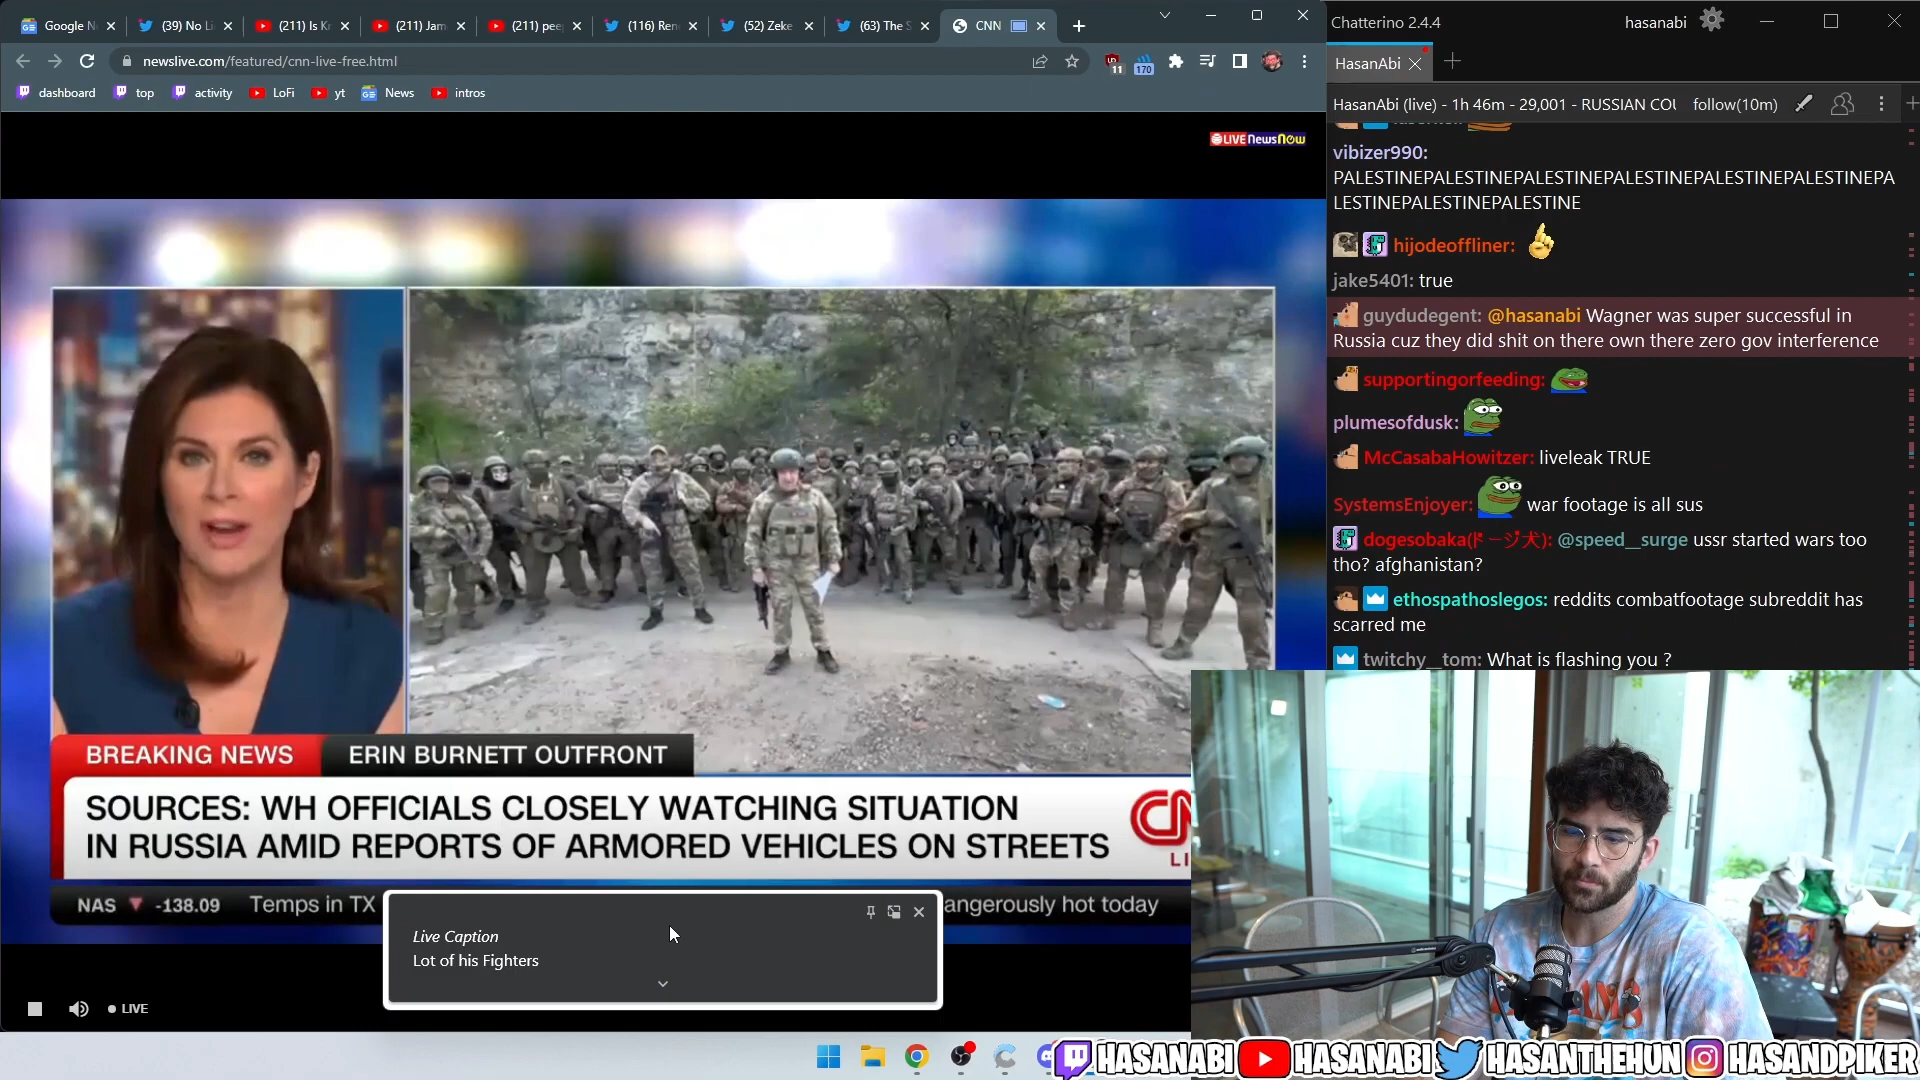 Google N
(39) No Li
(211) Is K
(211) Jam
(211) pee
(116) Ren
(52) Zeke
(63) The S
CNN
newslive.com/featured/cnn-live-free.html
11
170
dashboard
top
activity
LoFi
yt
News
intros
LIVE NewsNow
BREAKING NEWS
ERIN BURNETT OUTFRONT
SOURCES: WH OFFICIALS CLOSELY WATCHING SITUATION
IN RUSSIA AMID REPORTS OF ARMORED VEHICLES ON STREETS
NAS ▼ -138.09
Temps in TX
angerously hot today
Live Caption
Lot of his Fighters
LIVE
Chatterino 2.4.4
hasanabi
HasanAbi
HasanAbi (live) - 1h 46m - 29,001 - RUSSIAN COU
follow(10m)
vibizer990:
PALESTINEPALESTINEPALESTINEPALESTINEPALESTINEPALESTINEPA
LESTINEPALESTINEPALESTINE
hijodeoffliner:
jake5401: true
guydudegent: @hasanabi Wagner was super successful in
Russia cuz they did shit on there own there zero gov interference
supportingorfeeding:
plumesofdusk:
McCasabaHowitzer: liveleak TRUE
SystemsEnjoyer: war footage is all sus
dogesobaka(ドージ犬): @speed__surge ussr started wars too
tho? afghanistan?
ethospathoslegos: reddits combatfootage subreddit has
scarred me
twitchy__tom: What is flashing you ?
HASANABI
HASANABI
HASANTHEHUN
HASANDPIKER